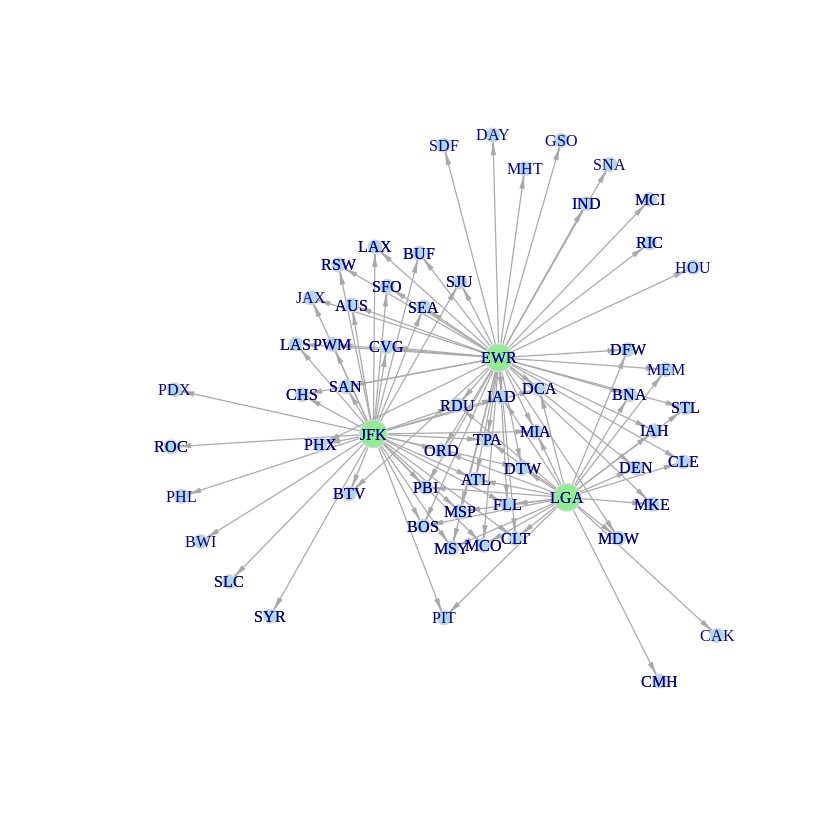 DAY
SDF
GSO
MHT
SNA
MCI
IND
RIC
LAX
BUF
RSW
HOU
SJU
SFO
JAX
AUS
SEA
LAS
PWM
CVG
DFW
EWR
MEM
PDX
SAN
DCA
CHS
IAD
BNA
RDU
STL
JFK
MIA
IAH
TPA
PHX
ROC
ORD
CLE
DTW
DEN
ATL
PBI
BTV
PHL
LGA
FLL
MKE
MSP
BOS
CLT
MDW
BWI
MCO
MSY
SLC
SYR
PIT
CAK
CMH